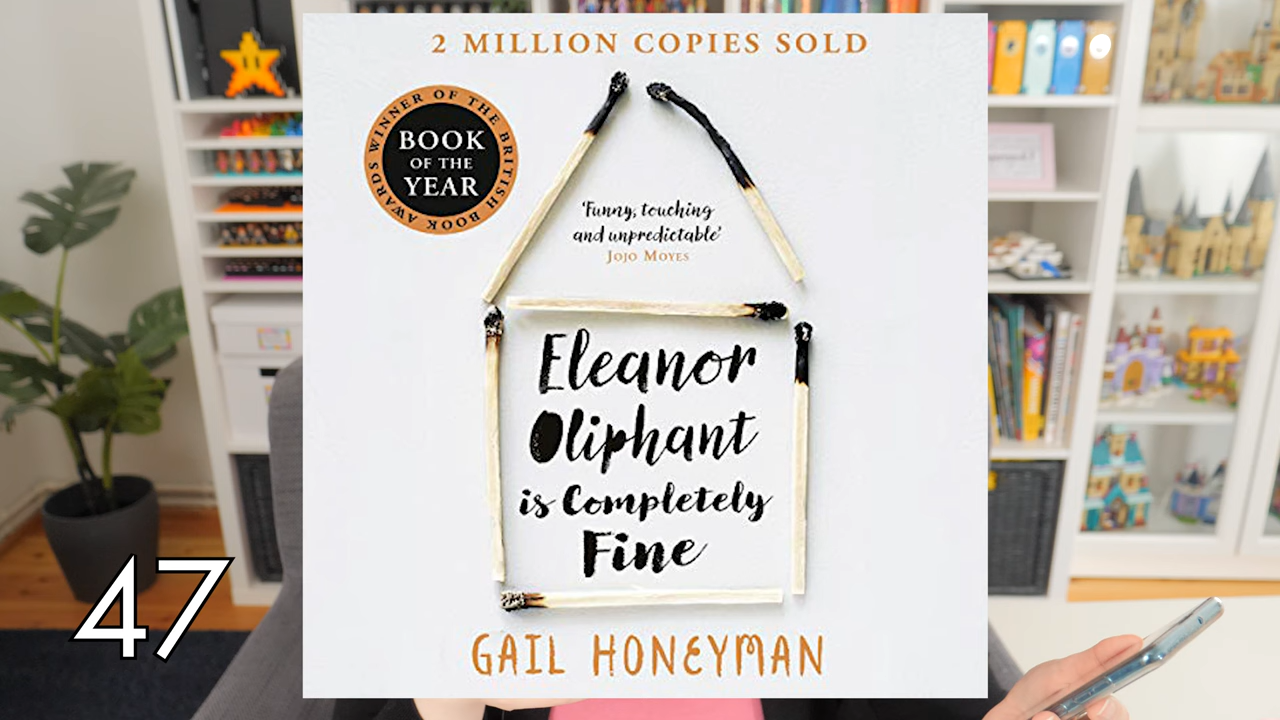 2 MILLION COPIES SOLD
WINNER OF THE BRITISH BOOK AWARDS
BOOK
OF THE
YEAR
'Funny, touching
and unpredictable'
JOJO MOYES
Eleanor
Oliphant
is Completely
Fine
GAIL HONEYMAN
47